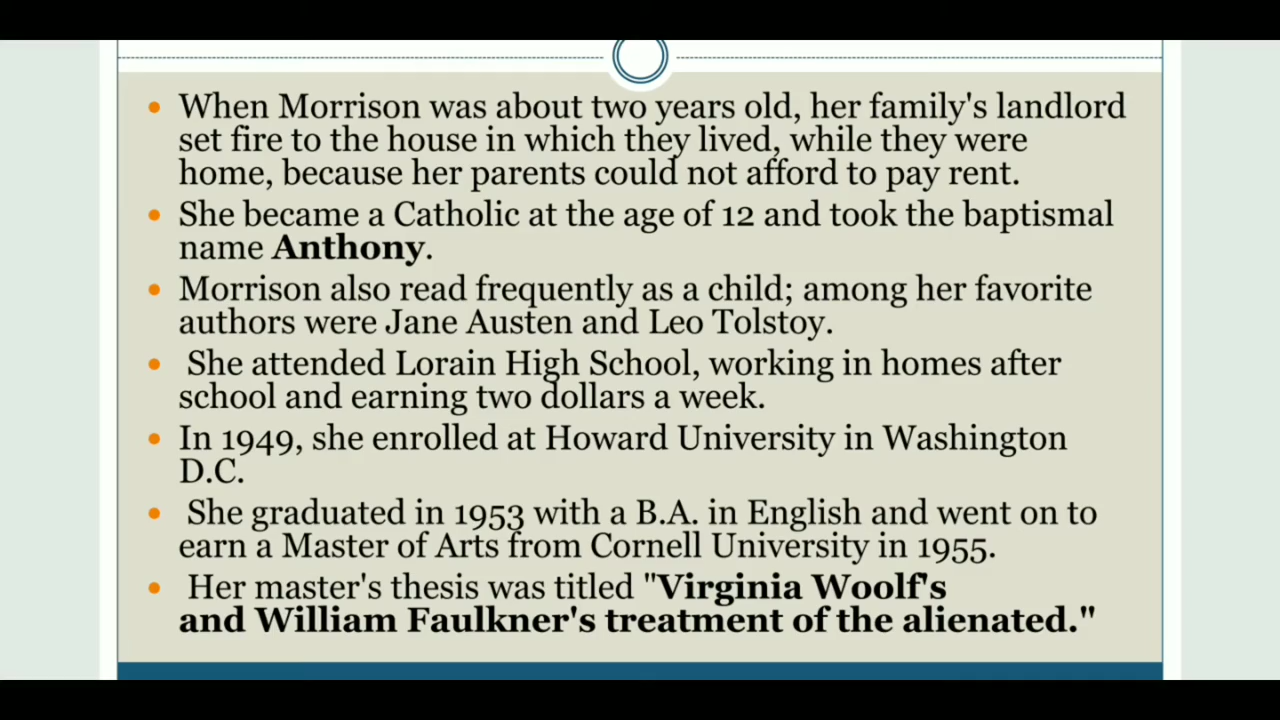 • When Morrison was about two years old, her family's landlord
set fire to the house in which they lived, while they were
home, because her parents could not afford to pay rent.
• She became a Catholic at the age of 12 and took the baptismal
name Anthony.
• Morrison also read frequently as a child; among her favorite
authors were Jane Austen and Leo Tolstoy.
• She attended Lorain High School, working in homes after
school and earning two dollars a week.
• In 1949, she enrolled at Howard University in Washington
D.C.
• She graduated in 1953 with a B.A. in English and went on to
earn a Master of Arts from Cornell University in 1955.
• Her master's thesis was titled "Virginia Woolf's
and William Faulkner's treatment of the alienated."